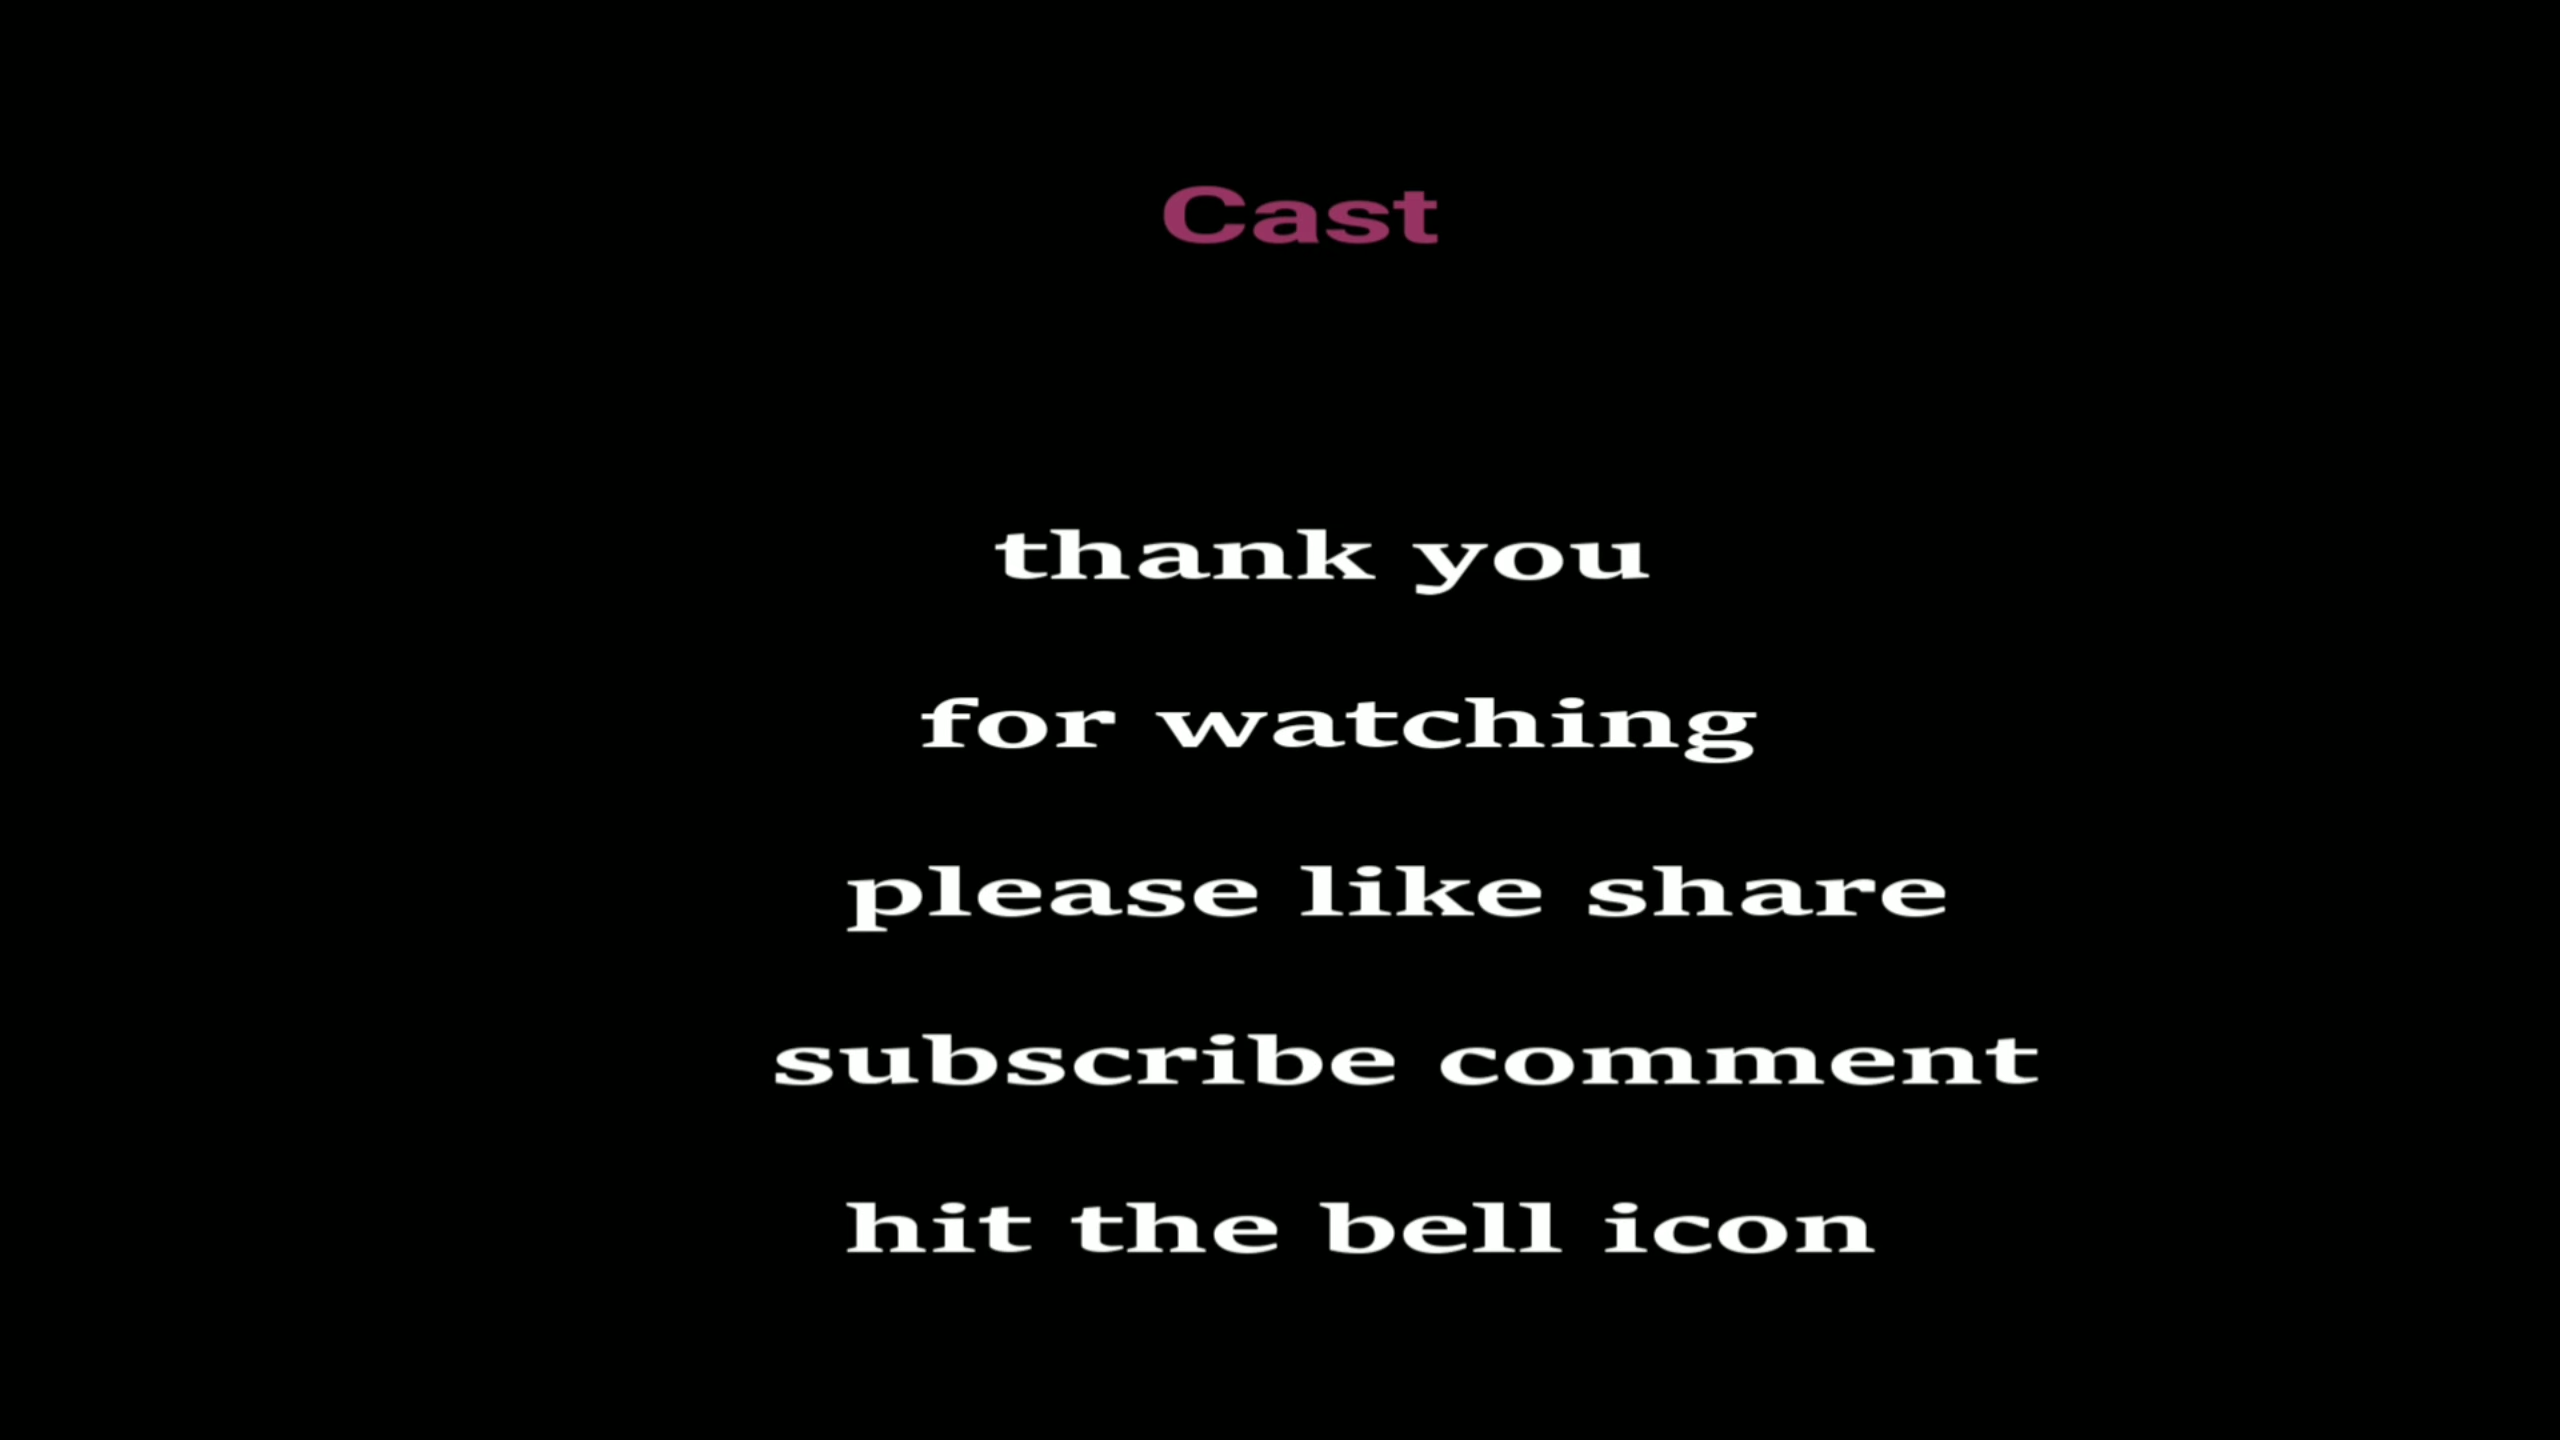 Cast
thank you
for watching
please like share
subscribe comment
hit the bell icon